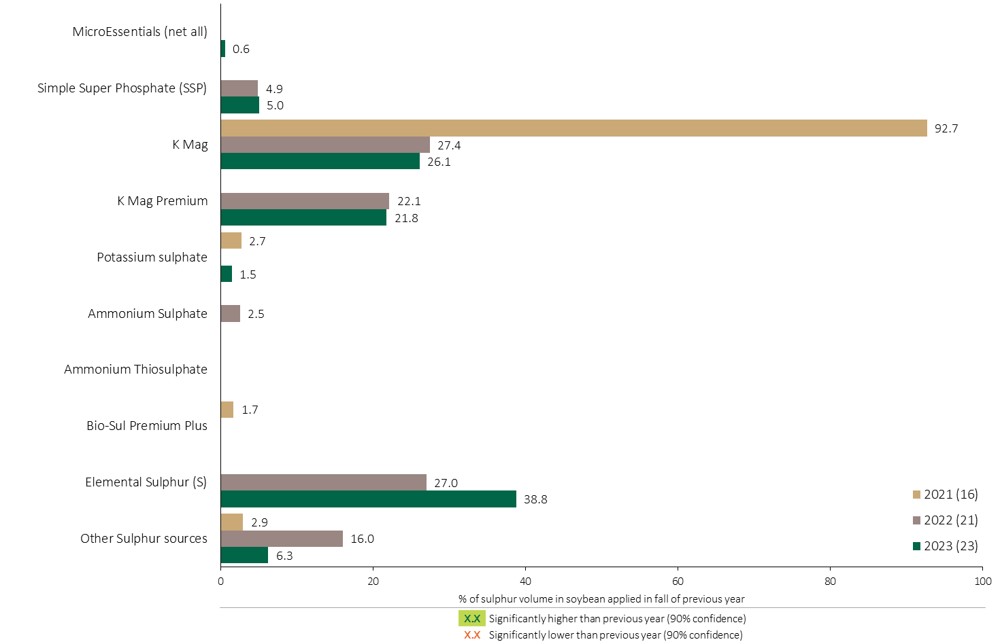 MicroEssentials (net all)
0.6
Simple Super Phosphate (SSP)
4.9
5.0
K Mag
92.7
27.4
26.1
K Mag Premium
22.1
21.8
Potassium sulphate
2.7
1.5
Ammonium Sulphate
2.5
Ammonium Thiosulphate
Bio-Sul Premium Plus
1.7
Elemental Sulphur (S)
27.0
38.8
Other Sulphur sources
2.9
16.0
6.3
2021 (16)
2022 (21)
2023 (23)
0 20 40 60 80 100
% of sulphur volume in soybean applied in fall of previous year
X.X Significantly higher than previous year (90% confidence)
X.X Significantly lower than previous year (90% confidence)